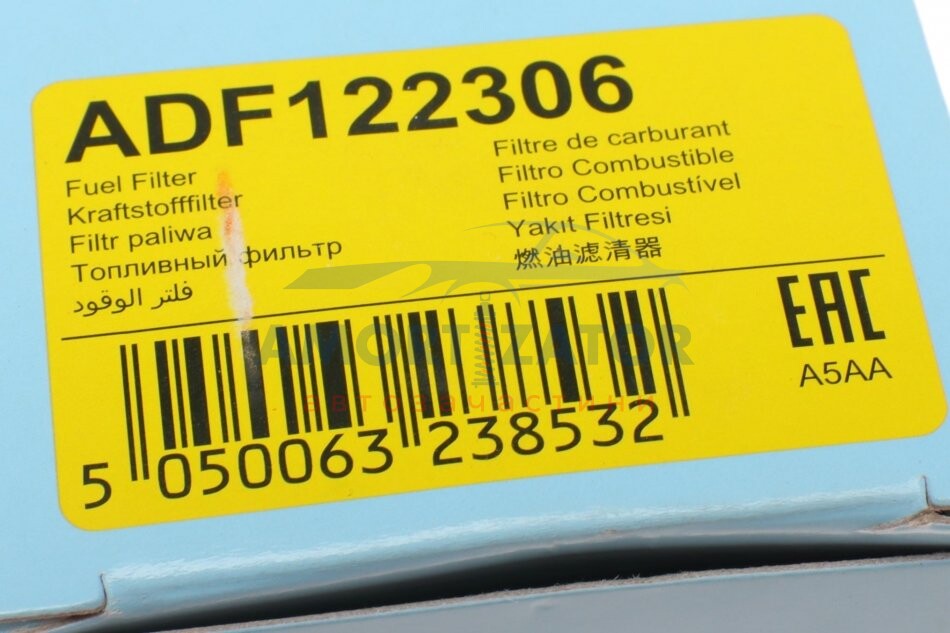 ADF122306
Fuel Filter
Kraftstofffilter
Filtr paliwa
Топливный фильтр
فلتر الوقود
Filtre de carburant
Filtro Combustible
Filtro Combustível
Yakıt Filtresi
燃油滤清器
EAC
A5AA
AMORTIZATOR
автозапчастини
5 050063 238532